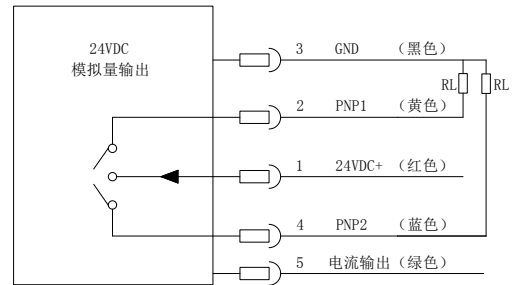 24VDC
模拟量输出
3 GND （黑色）
RL RL
2 PNP1 （黄色）
1 24VDC+ （红色）
4 PNP2 （蓝色）
5 电流输出（绿色）